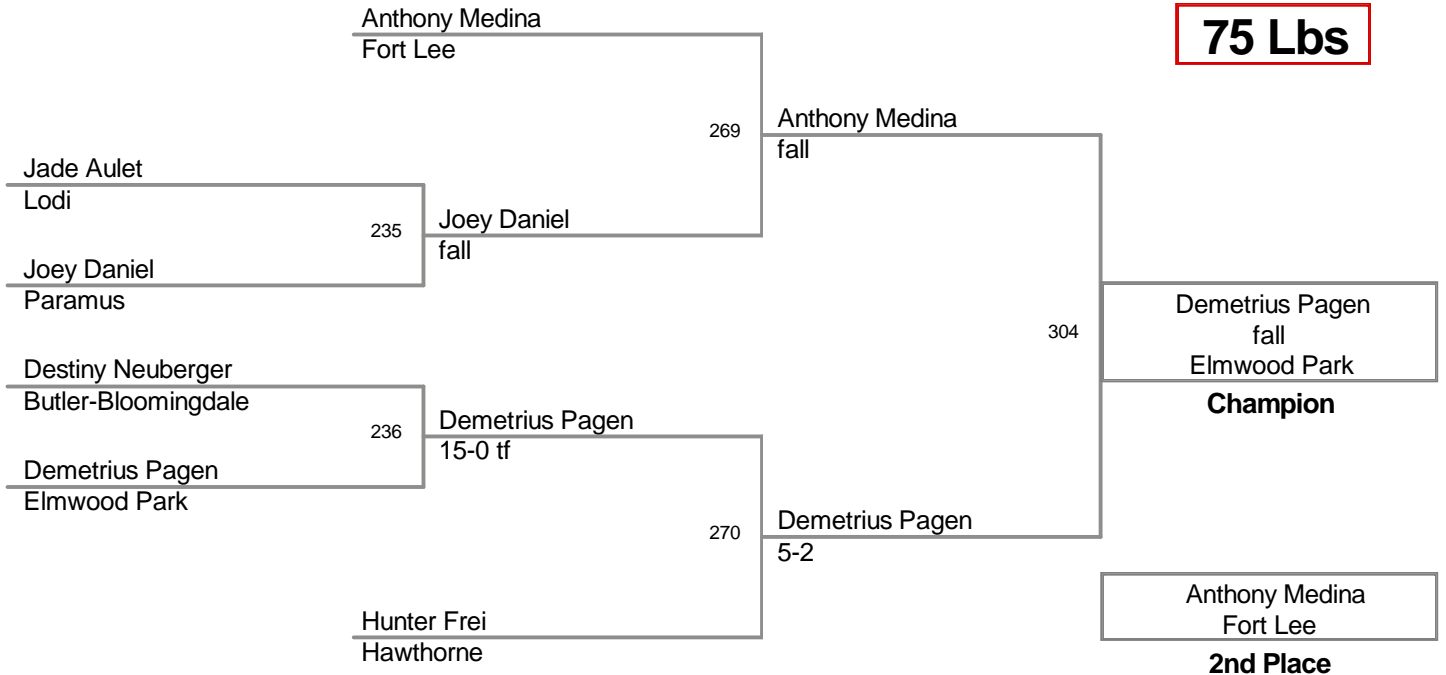 Anthony Medina
Fort Lee
75 Lbs
269
Anthony Medina
fall
Jade Aulet
Lodi
235
Joey Daniel
fall
Joey Daniel
Paramus
304
Demetrius Pagen
fall
Elmwood Park
Champion
Destiny Neuberger
Butler-Bloomingdale
236
Demetrius Pagen
15-0 tf
Demetrius Pagen
Elmwood Park
270
Demetrius Pagen
5-2
Hunter Frei
Hawthorne
Anthony Medina
Fort Lee
2nd Place